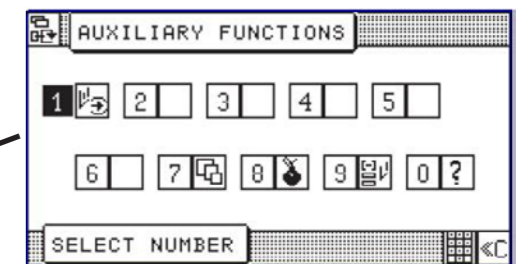 AUXILIARY FUNCTIONS
1 2 3 4 5
6 7 8 9 0 ?
SELECT NUMBER
«C